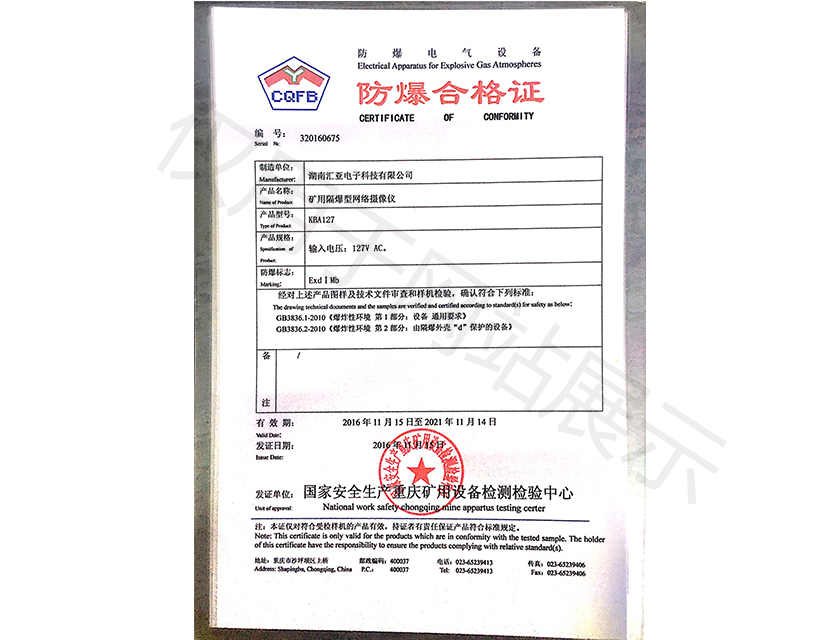 防 爆 电 气 设 备
Electrical Apparatus for Explosive Gas Atmospheres
CQFB
防爆合格证
CERTIFICATE OF CONFORMITY
编 号: 320160675
Serial №:
制造单位: 湖南汇亚电子科技有限公司
Manufacturer:
产品名称: 矿用隔爆型网络摄像仪
Name of Product
产品型号: KBA127
Type of Product
产品规格: 输入电压：127V AC。
Specification of
Product
防爆标志: ExdⅠMb
Marking:
经对上述产品图样及技术文件审查和样机检验，确认符合下列标准：
The drawing technical documents and the samples are verified and certified according to standard(s) for safety as below:
GB3836.1-2010《爆炸性环境 第1部分：设备 通用要求》
GB3836.2-2010《爆炸性环境 第2部分：由隔爆外壳“d”保护的设备》
备 /
注
有 效 期: 2016 年 11 月 15 日至 2021 年 11 月 14 日
Valid Date:
发证日期: 2016 年 11 月 15 日
Issue Date:
发证单位: 国家安全生产重庆矿用设备检测检验中心
Unit of approval: National work safety chongqing mine appartus testing certer
注：本证仅对符合受检样机的产品有效，持证者有责任保证产品符合标准规定。
Note: This certificate is only valid for the products which are in conformity with the tested sample. The holder
of this certificate have the responsibility to ensure the products complying with relative standard(s).
地址：重庆市沙坪坝区上桥 邮政编码：400037 电话：023-65239413 传真：023-65239406
Address: Shapingba, Chongqing, China P.C.: 400037 Tel: 023-65239413 Fax: 023-65239406
仅用于网站展示